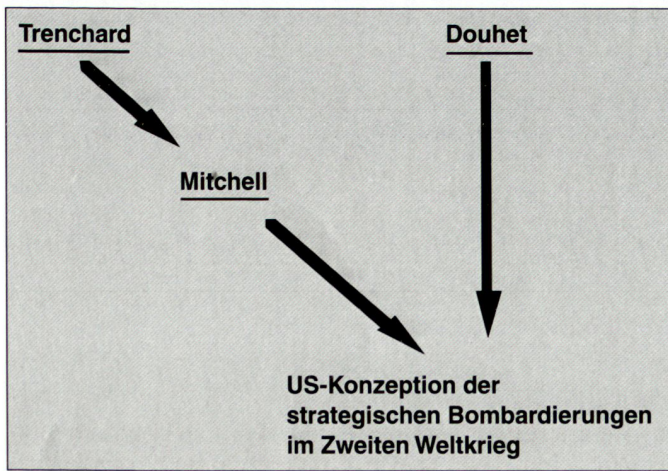 Trenchard
Douhet
Mitchell
US-Konzeption der
strategischen Bombardierungen
im Zweiten Weltkrieg